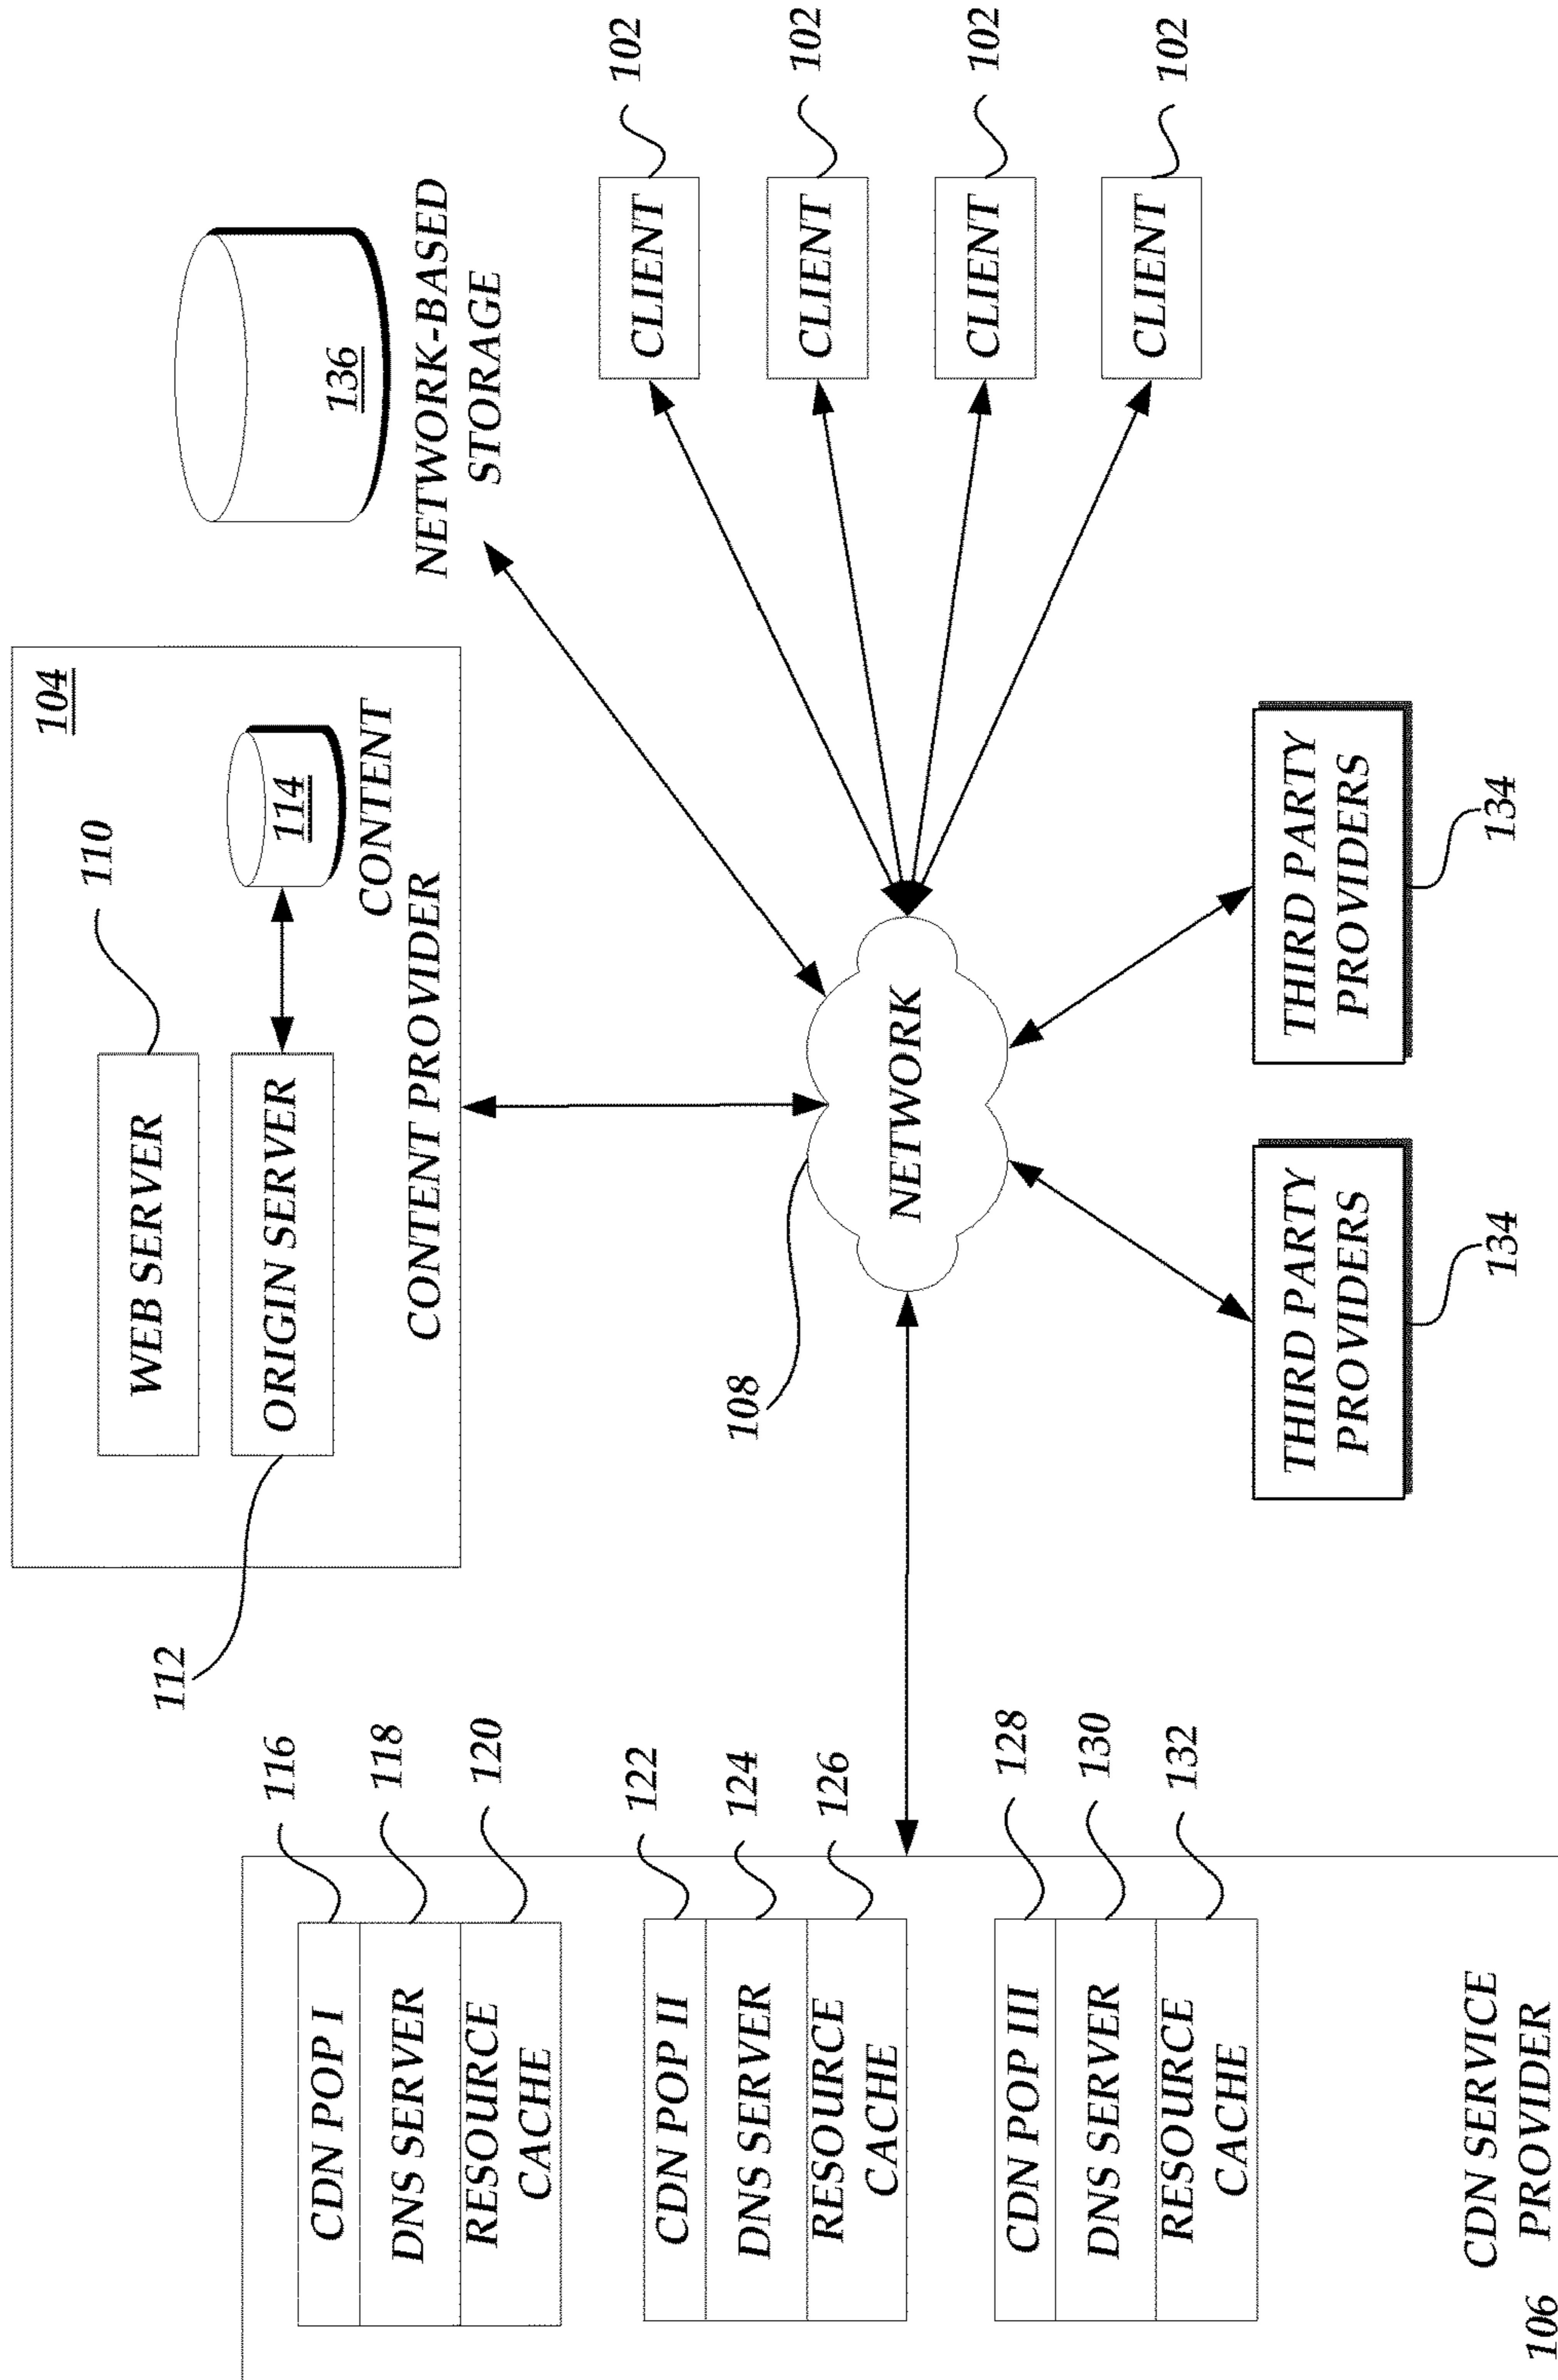 104
WEB SERVER
110
ORIGIN SERVER
112
114
CONTENT
CONTENT PROVIDER
136
NETWORK-BASED
STORAGE
116
CDN POP I
118
DNS SERVER
120
RESOURCE
CACHE
122
CDN POP II
124
DNS SERVER
126
RESOURCE
CACHE
128
CDN POP III
130
DNS SERVER
132
RESOURCE
CACHE
CDN SERVICE
106 PROVIDER
108
NETWORK
CLIENT
102
CLIENT
102
CLIENT
102
CLIENT
102
THIRD PARTY
PROVIDERS
134
THIRD PARTY
PROVIDERS
134